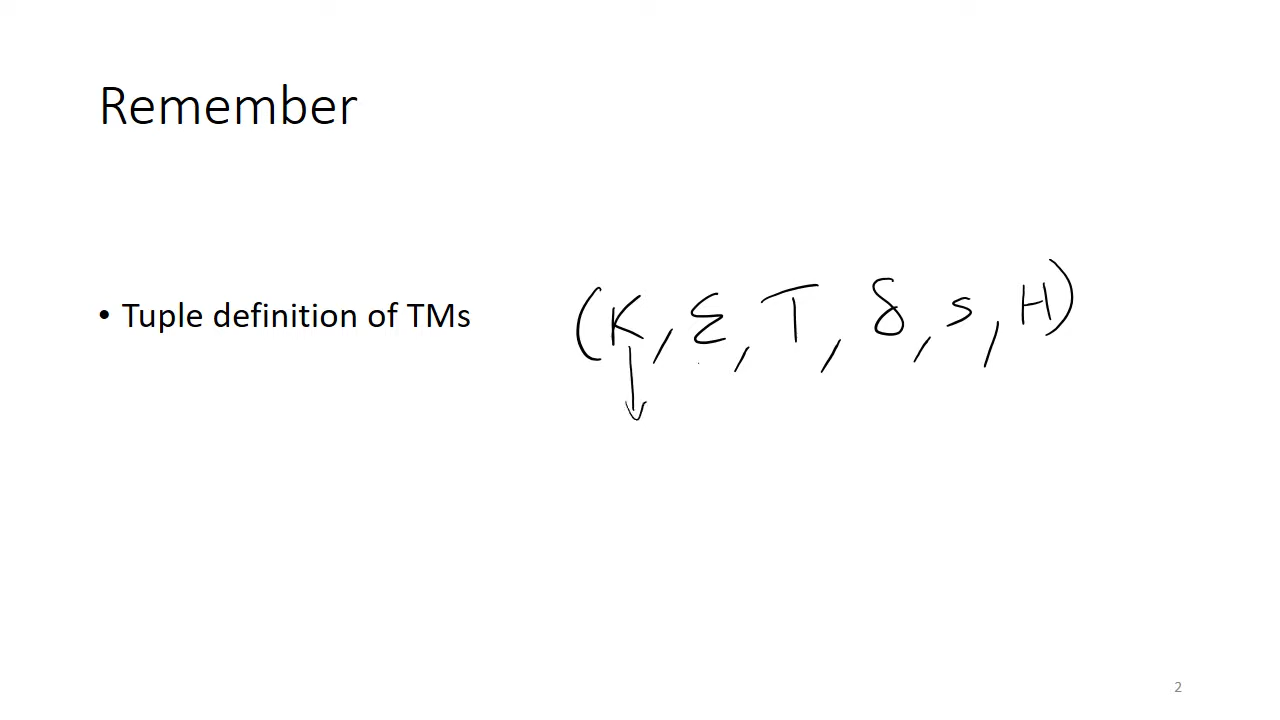 Remember
• Tuple definition of TMs
(K, Σ, T, δ, s, H)
2